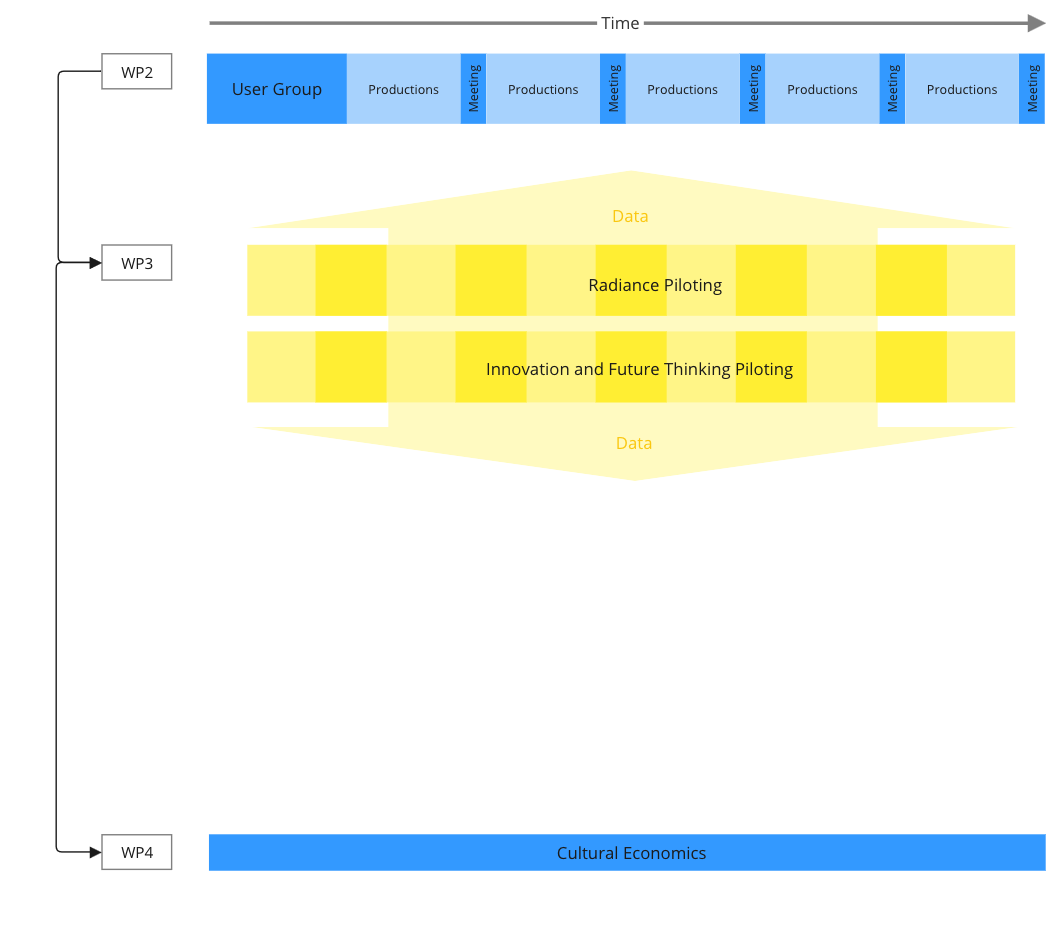 Time
WP2
User Group
Productions
Meeting
Productions
Meeting
Productions
Meeting
Productions
Meeting
Productions
Meeting
Data
WP3
Radiance Piloting
Innovation and Future Thinking Piloting
Data
WP4
Cultural Economics